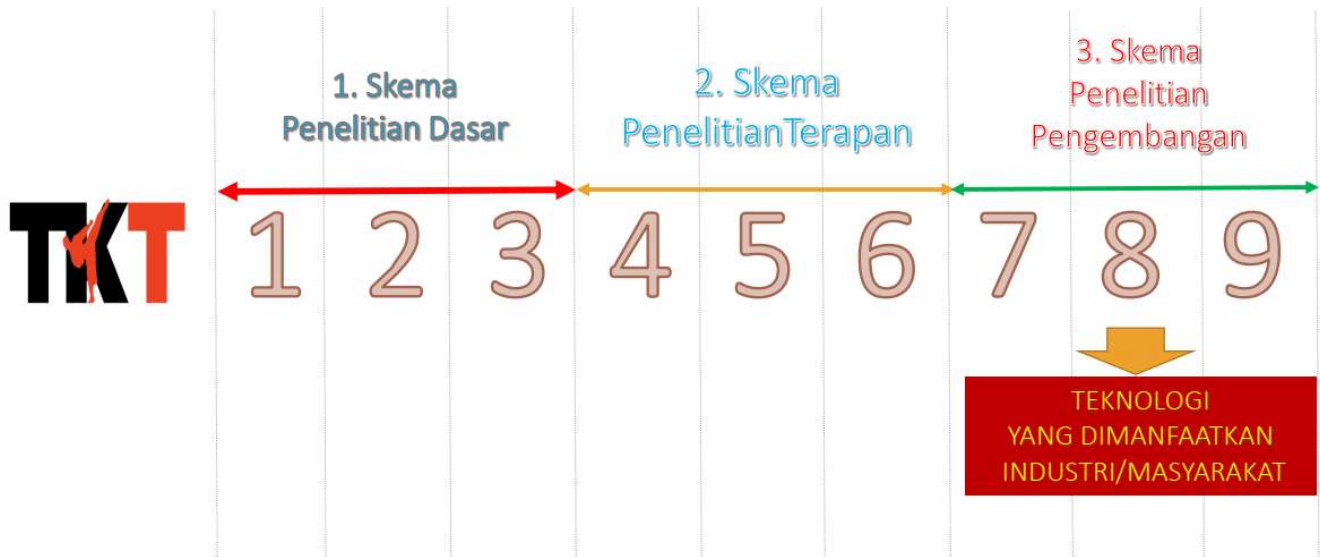 1. Skema
Penelitian Dasar
2. Skema
PenelitianTerapan
3. Skema
Penelitian
Pengembangan
TKT 1 2 3 4 5 6 7 8 9
TEKNOLOGI
YANG DIMANFAATKAN
INDUSTRI/MASYARAKAT